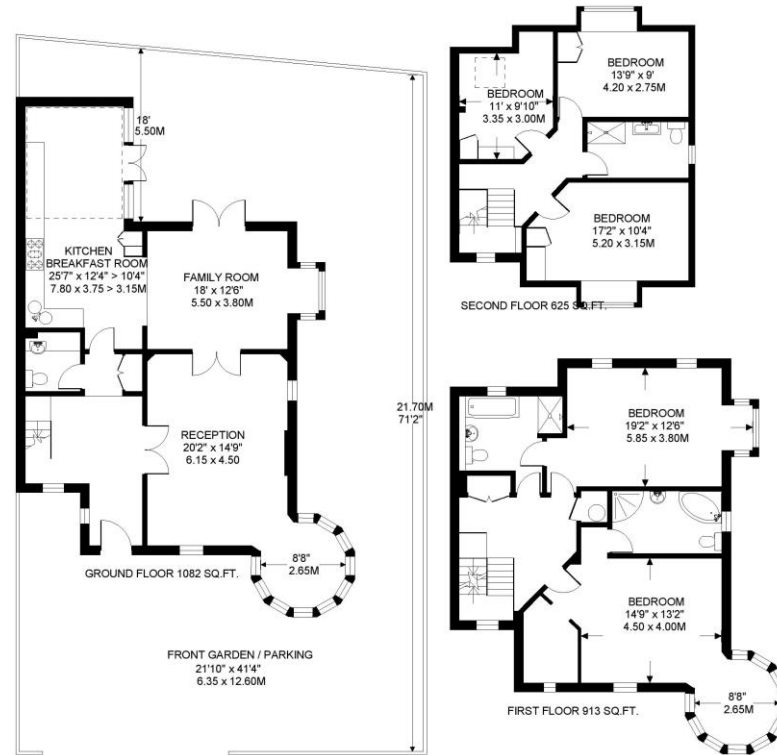 18'
5.50M
KITCHEN
BREAKFAST ROOM
25'7" x 12'4" > 10'4"
7.80 x 3.75 > 3.15M
FAMILY ROOM
18' x 12'6"
5.50 x 3.80M
RECEPTION
20'2" x 14'9"
6.15 x 4.50
21.70M
71'2"
8'8"
2.65M
GROUND FLOOR 1082 SQ.FT.
FRONT GARDEN / PARKING
21'10" x 41'4"
6.35 x 12.60M
BEDROOM
13'9" x 9'
4.20 x 2.75M
BEDROOM
11' x 9'10"
3.35 x 3.00M
BEDROOM
17'2" x 10'4"
5.20 x 3.15M
SECOND FLOOR 625 SQ.FT.
BEDROOM
19'2" x 12'6"
5.85 x 3.80M
BEDROOM
14'9" x 13'2"
4.50 x 4.00M
8'8"
2.65M
FIRST FLOOR 913 SQ.FT.